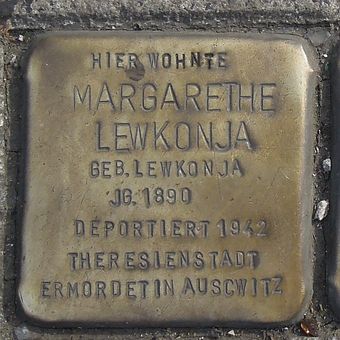 HIER WOHNTE
MARGARETHE
LEWKONJA
GEB. LEWKONJA
JG. 1890
DEPORTIERT 1942
THERESIENSTADT
ERMORDET IN AUSCWITZ